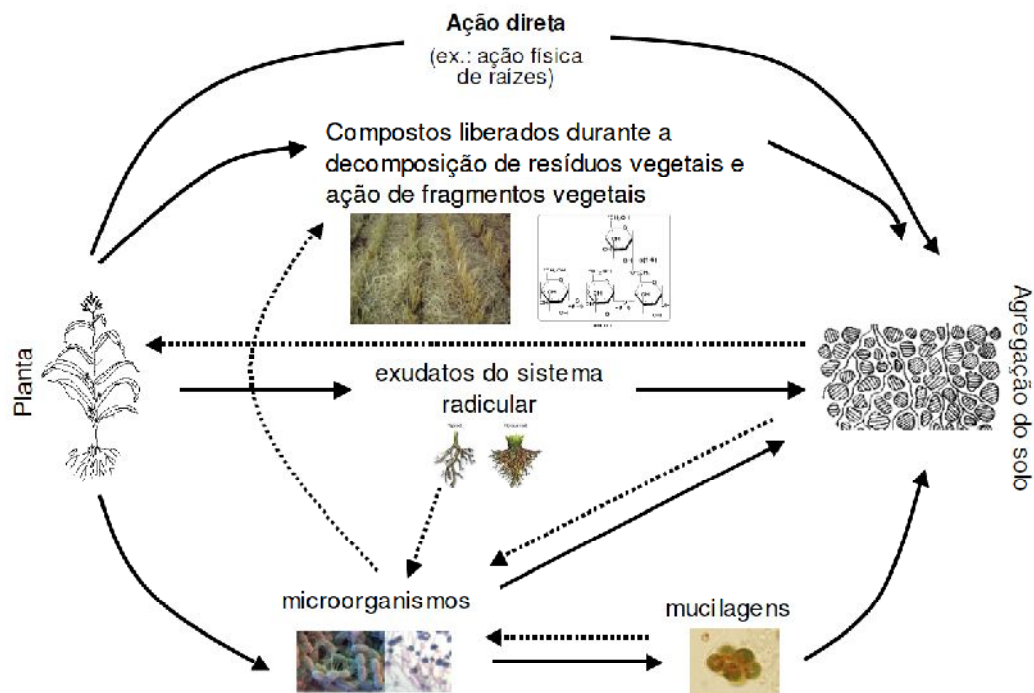 Ação direta
(ex.: ação física
de raízes)
Compostos liberados durante a
decomposição de resíduos vegetais e
ação de fragmentos vegetais
Planta
exudatos do sistema
radicular
Agregação do solo
microorganismos
mucilagens